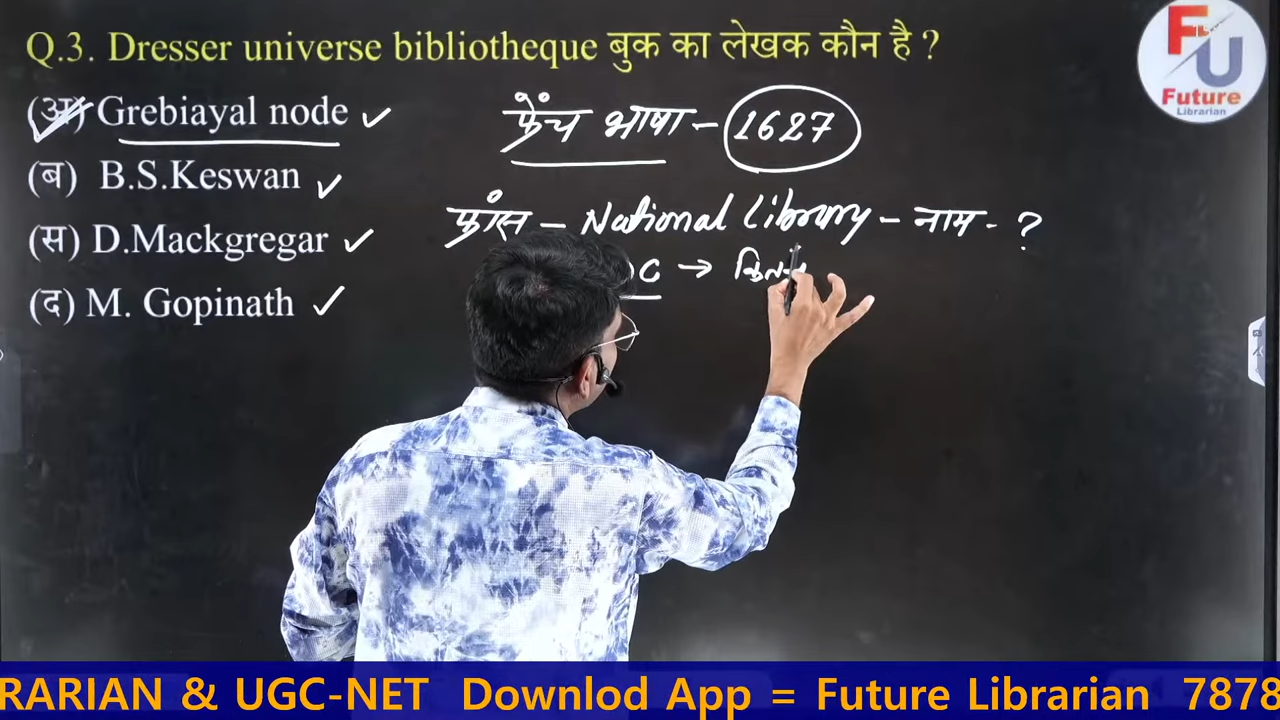 Q.3. Dresser universe bibliotheque बुक का लेखक कौन है ?
(अ) Grebiayal node
(ब) B.S.Keswan
(स) D.Mackgregar
(द) M. Gopinath
फ्रेंच भाषा - 1627
फ्रांस - National Library - नाम - ?
C →
FU
Future
Librarian
RARIAN & UGC-NET Downlod App = Future Librarian 7878